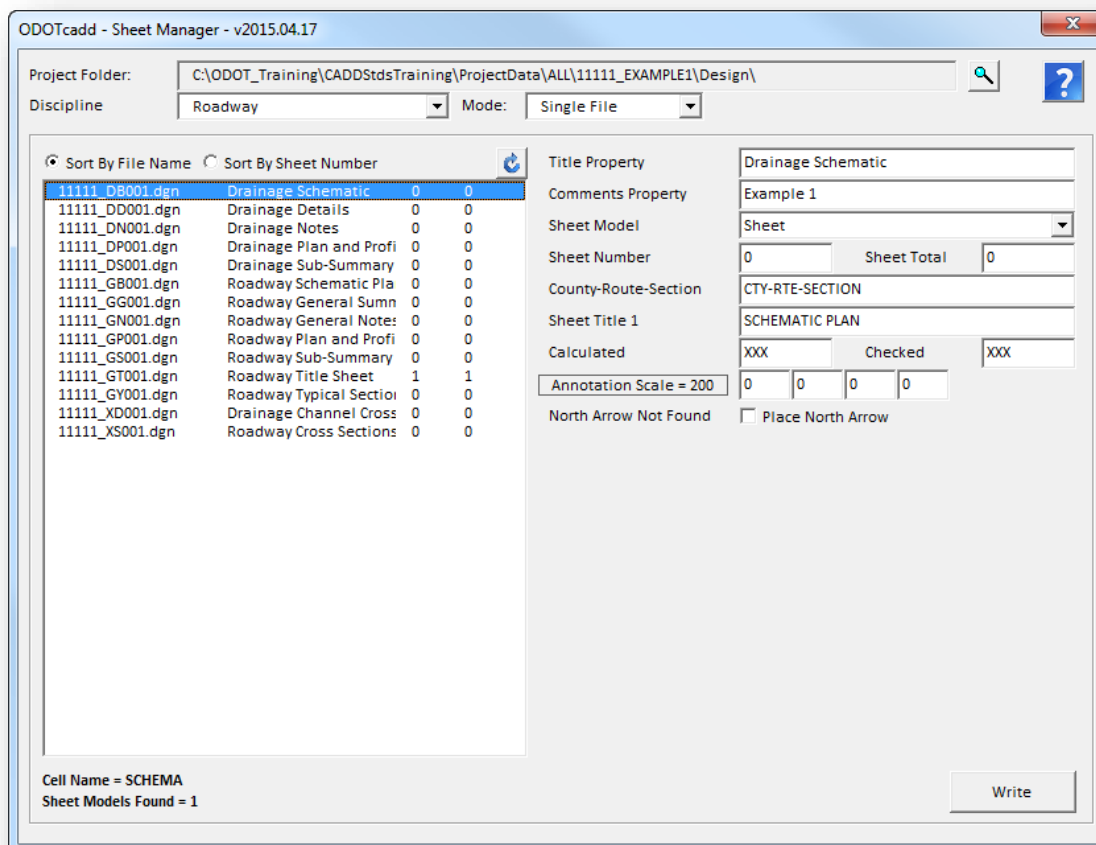 ODOTcadd - Sheet Manager - v2015.04.17
x
Project Folder: C:\ODOT_Training\CADDStdsTraining\ProjectData\ALL\11111_EXAMPLE1\Design\
?
Discipline Roadway Mode: Single File
Sort By File Name Sort By Sheet Number
11111_DB001.dgn Drainage Schematic 0 0
11111_DD001.dgn Drainage Details 0 0
11111_DN001.dgn Drainage Notes 0 0
11111_DP001.dgn Drainage Plan and Profi 0 0
11111_DS001.dgn Drainage Sub-Summary 0 0
11111_GB001.dgn Roadway Schematic Pla 0 0
11111_GG001.dgn Roadway General Summ 0 0
11111_GN001.dgn Roadway General Notes 0 0
11111_GP001.dgn Roadway Plan and Profi 0 0
11111_GS001.dgn Roadway Sub-Summary 0 0
11111_GT001.dgn Roadway Title Sheet 1 1
11111_GY001.dgn Roadway Typical Section 0 0
11111_XD001.dgn Drainage Channel Cross 0 0
11111_XS001.dgn Roadway Cross Sections 0 0
Title Property Drainage Schematic
Comments Property Example 1
Sheet Model Sheet
Sheet Number 0 Sheet Total 0
County-Route-Section CTY-RTE-SECTION
Sheet Title 1 SCHEMATIC PLAN
Calculated XXX Checked XXX
Annotation Scale = 200 0 0 0 0
North Arrow Not Found Place North Arrow
Cell Name = SCHEMA
Sheet Models Found = 1
Write